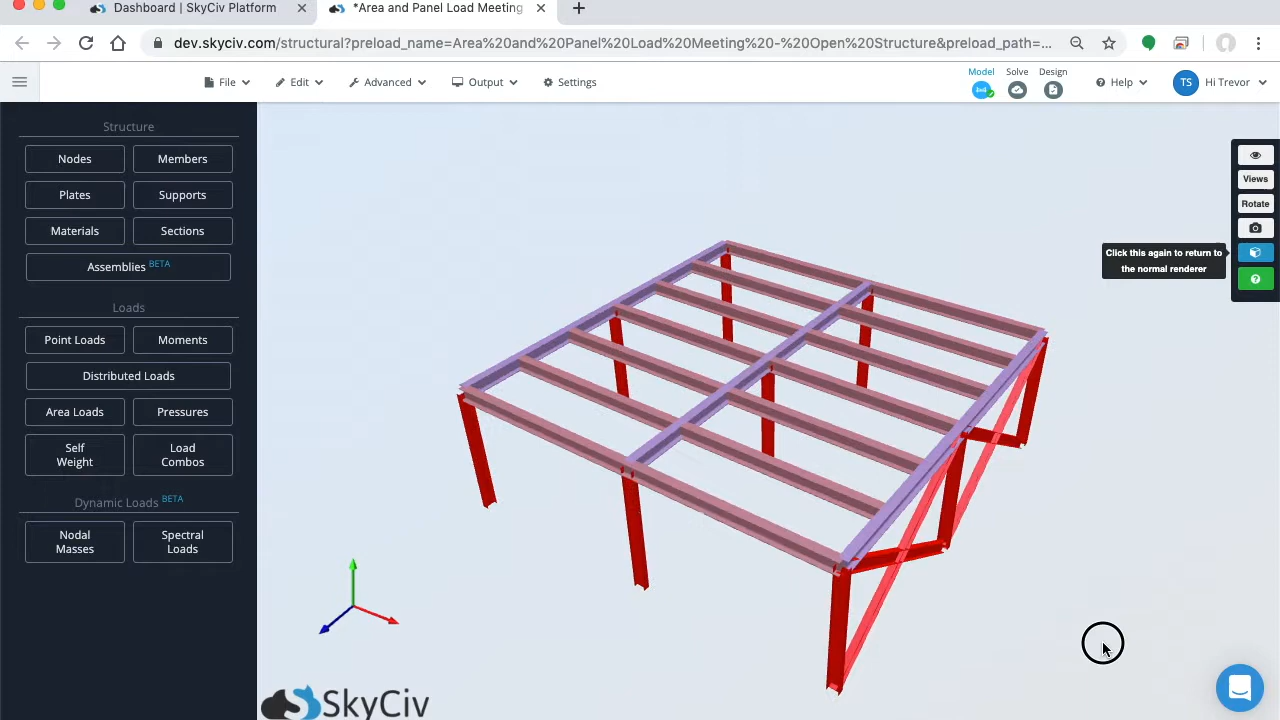 Dashboard | SkyCiv Platform
*Area and Panel Load Meeting
dev.skyciv.com/structural?preload_name=Area%20and%20Panel%20Load%20Meeting%20-%20Open%20Structure&preload_path=...
File
Edit
Advanced
Output
Settings
Model
Solve
Design
Help
TS
Hi Trevor
Structure
Nodes
Members
Plates
Supports
Materials
Sections
Assemblies BETA
Loads
Point Loads
Moments
Distributed Loads
Area Loads
Pressures
Self
Weight
Load
Combos
Dynamic Loads BETA
Nodal
Masses
Spectral
Loads
Views
Rotate
Click this again to return to
the normal renderer
SkyCiv